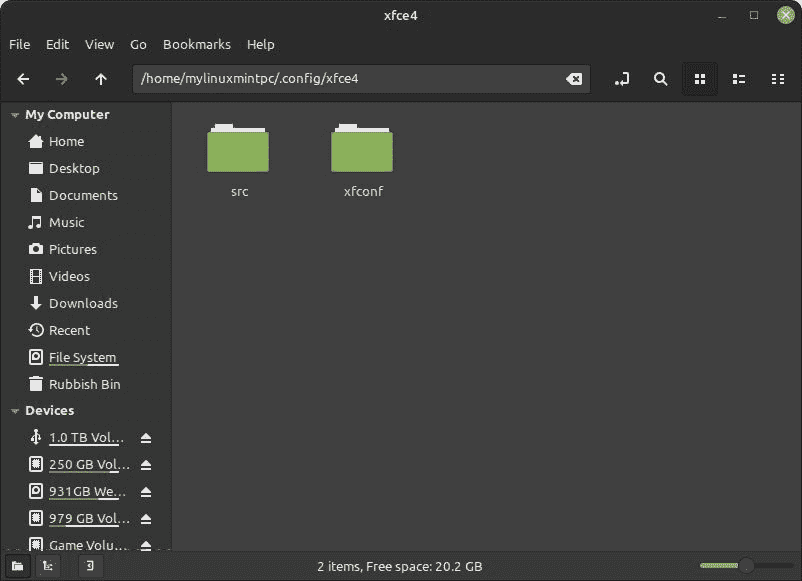 xfce4
File Edit View Go Bookmarks Help
/home/mylinuxmintpc/.config/xfce4
My Computer
Home
Desktop
Documents
Music
Pictures
Videos
Downloads
Recent
File System
Rubbish Bin
Devices
1.0 TB Vol...
250 GB Vol...
931GB We...
979 GB Vol...
Game Volu...
src
xfconf
2 items, Free space: 20.2 GB